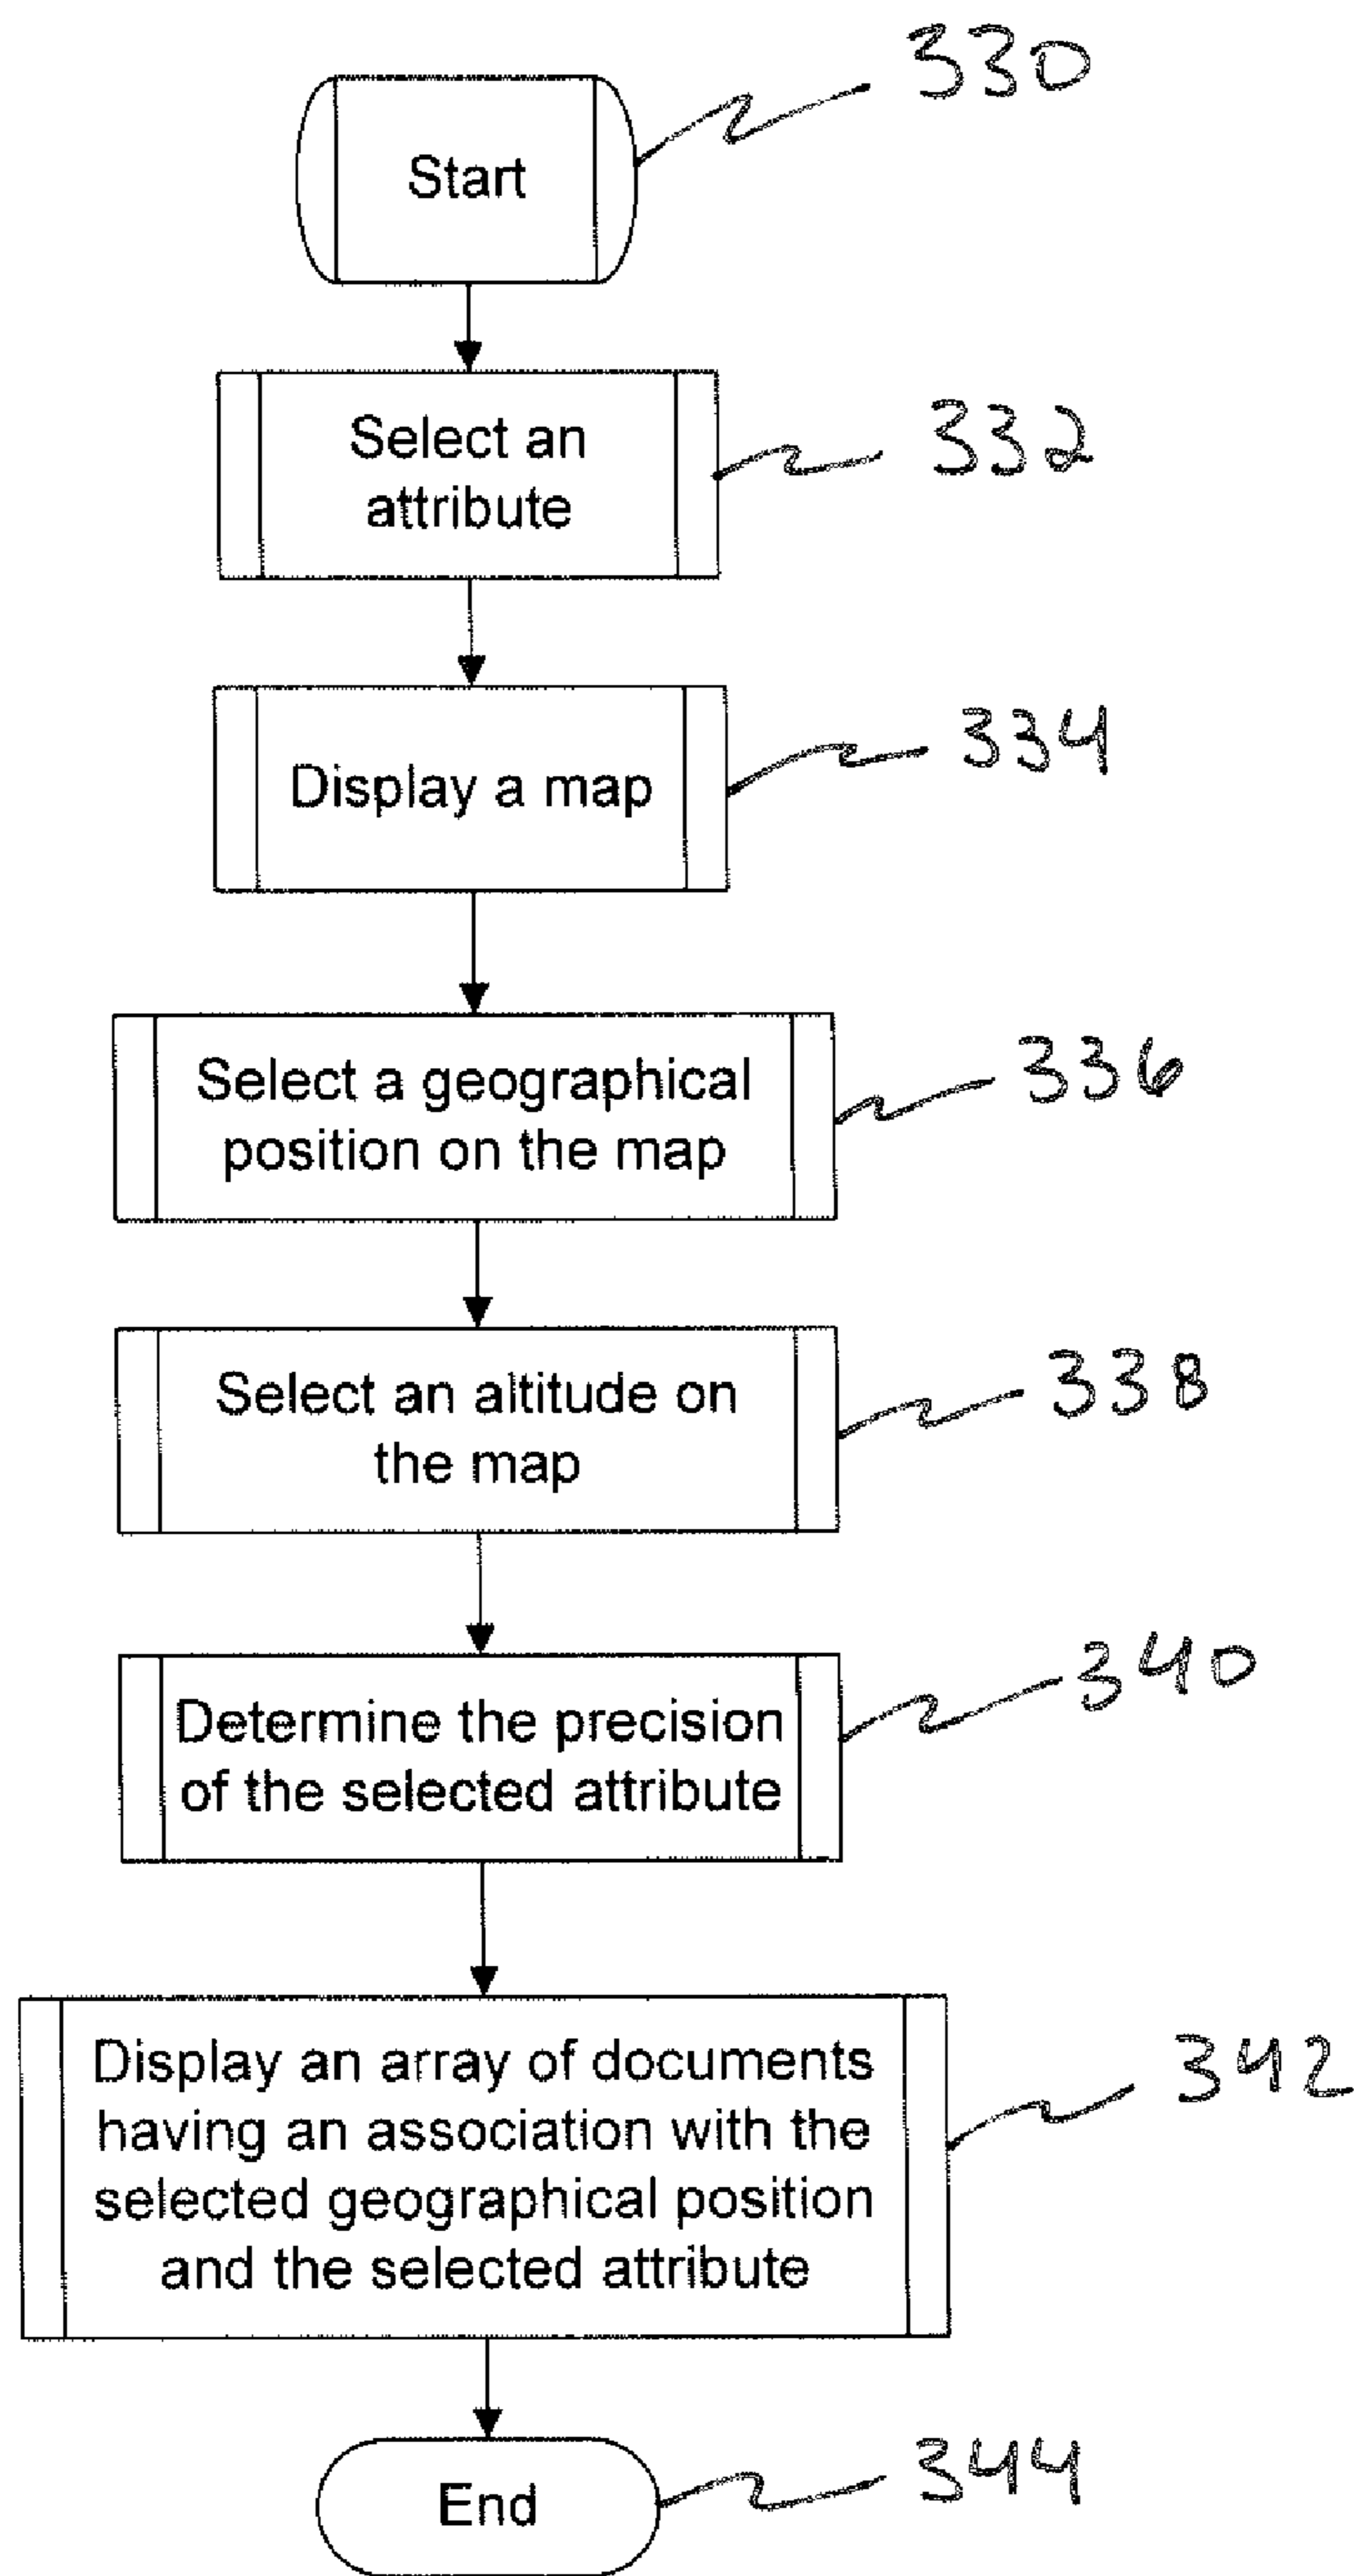 330
Start
Select an
attribute
332
Display a map
334
Select a geographical
position on the map
336
Select an altitude on
the map
338
Determine the precision
of the selected attribute
340
Display an array of documents
having an association with the
selected geographical position
and the selected attribute
342
End
344